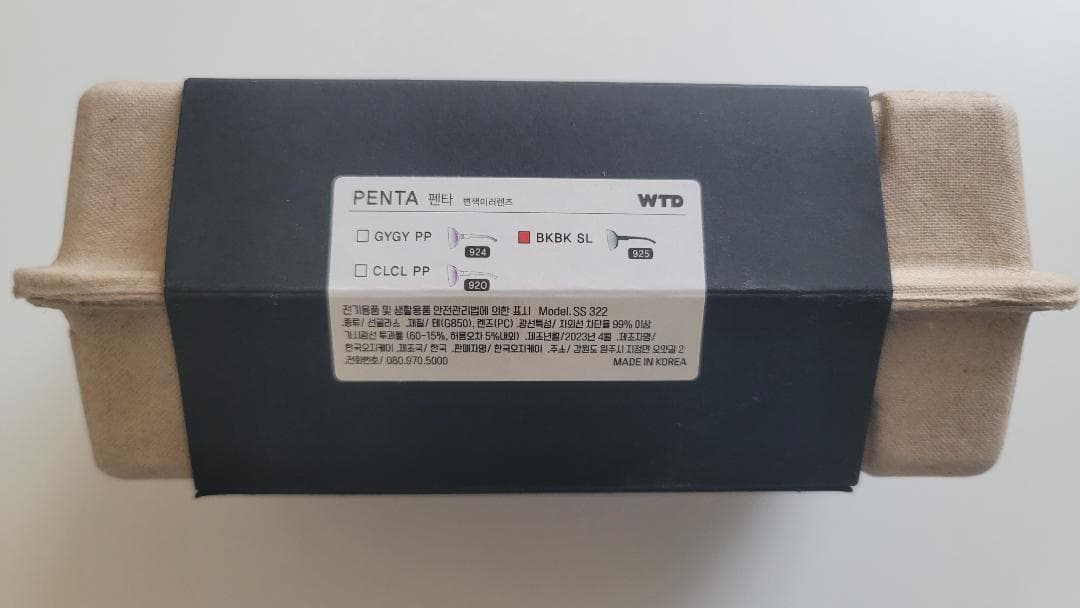 PENTA 펜타 변색미러렌즈 WTD
GYGY PP 924 BKBK SL 925
CLCL PP 920
전기용품 및 생활용품 안전관리법에 의한 표시 Model.SS 322
.종류/ 선글라스 .재질/ 테(G850), 렌즈(PC) .광선특성/ 자외선 차단율 99% 이상
가시광선 투과율 (60-15%, 허용오차 5%내외) .제조년월/2023년 4월 .제조자명/
한국오지케이 .제조국/ 한국 .판매자명/ 한국오지케이 .주소/ 강원도 원주시 지정면 오얏길 2
.전화번호/ 080.970.5000 MADE IN KOREA